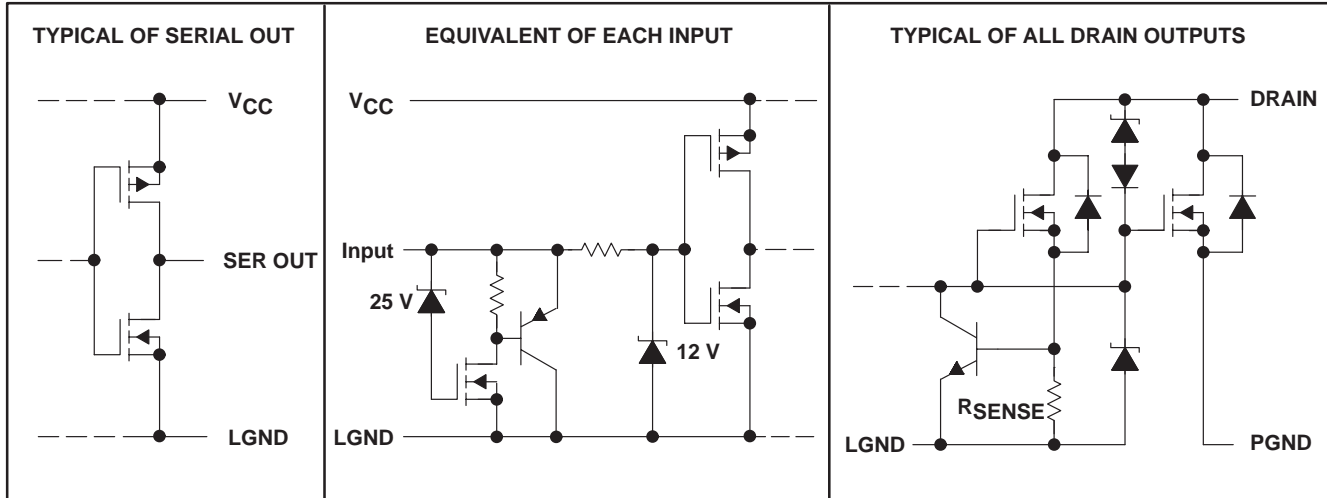 TYPICAL OF SERIAL OUT
VCC
SER OUT
LGND
EQUIVALENT OF EACH INPUT
VCC
Input
25 V
12 V
LGND
TYPICAL OF ALL DRAIN OUTPUTS
DRAIN
RSENSE
LGND
PGND